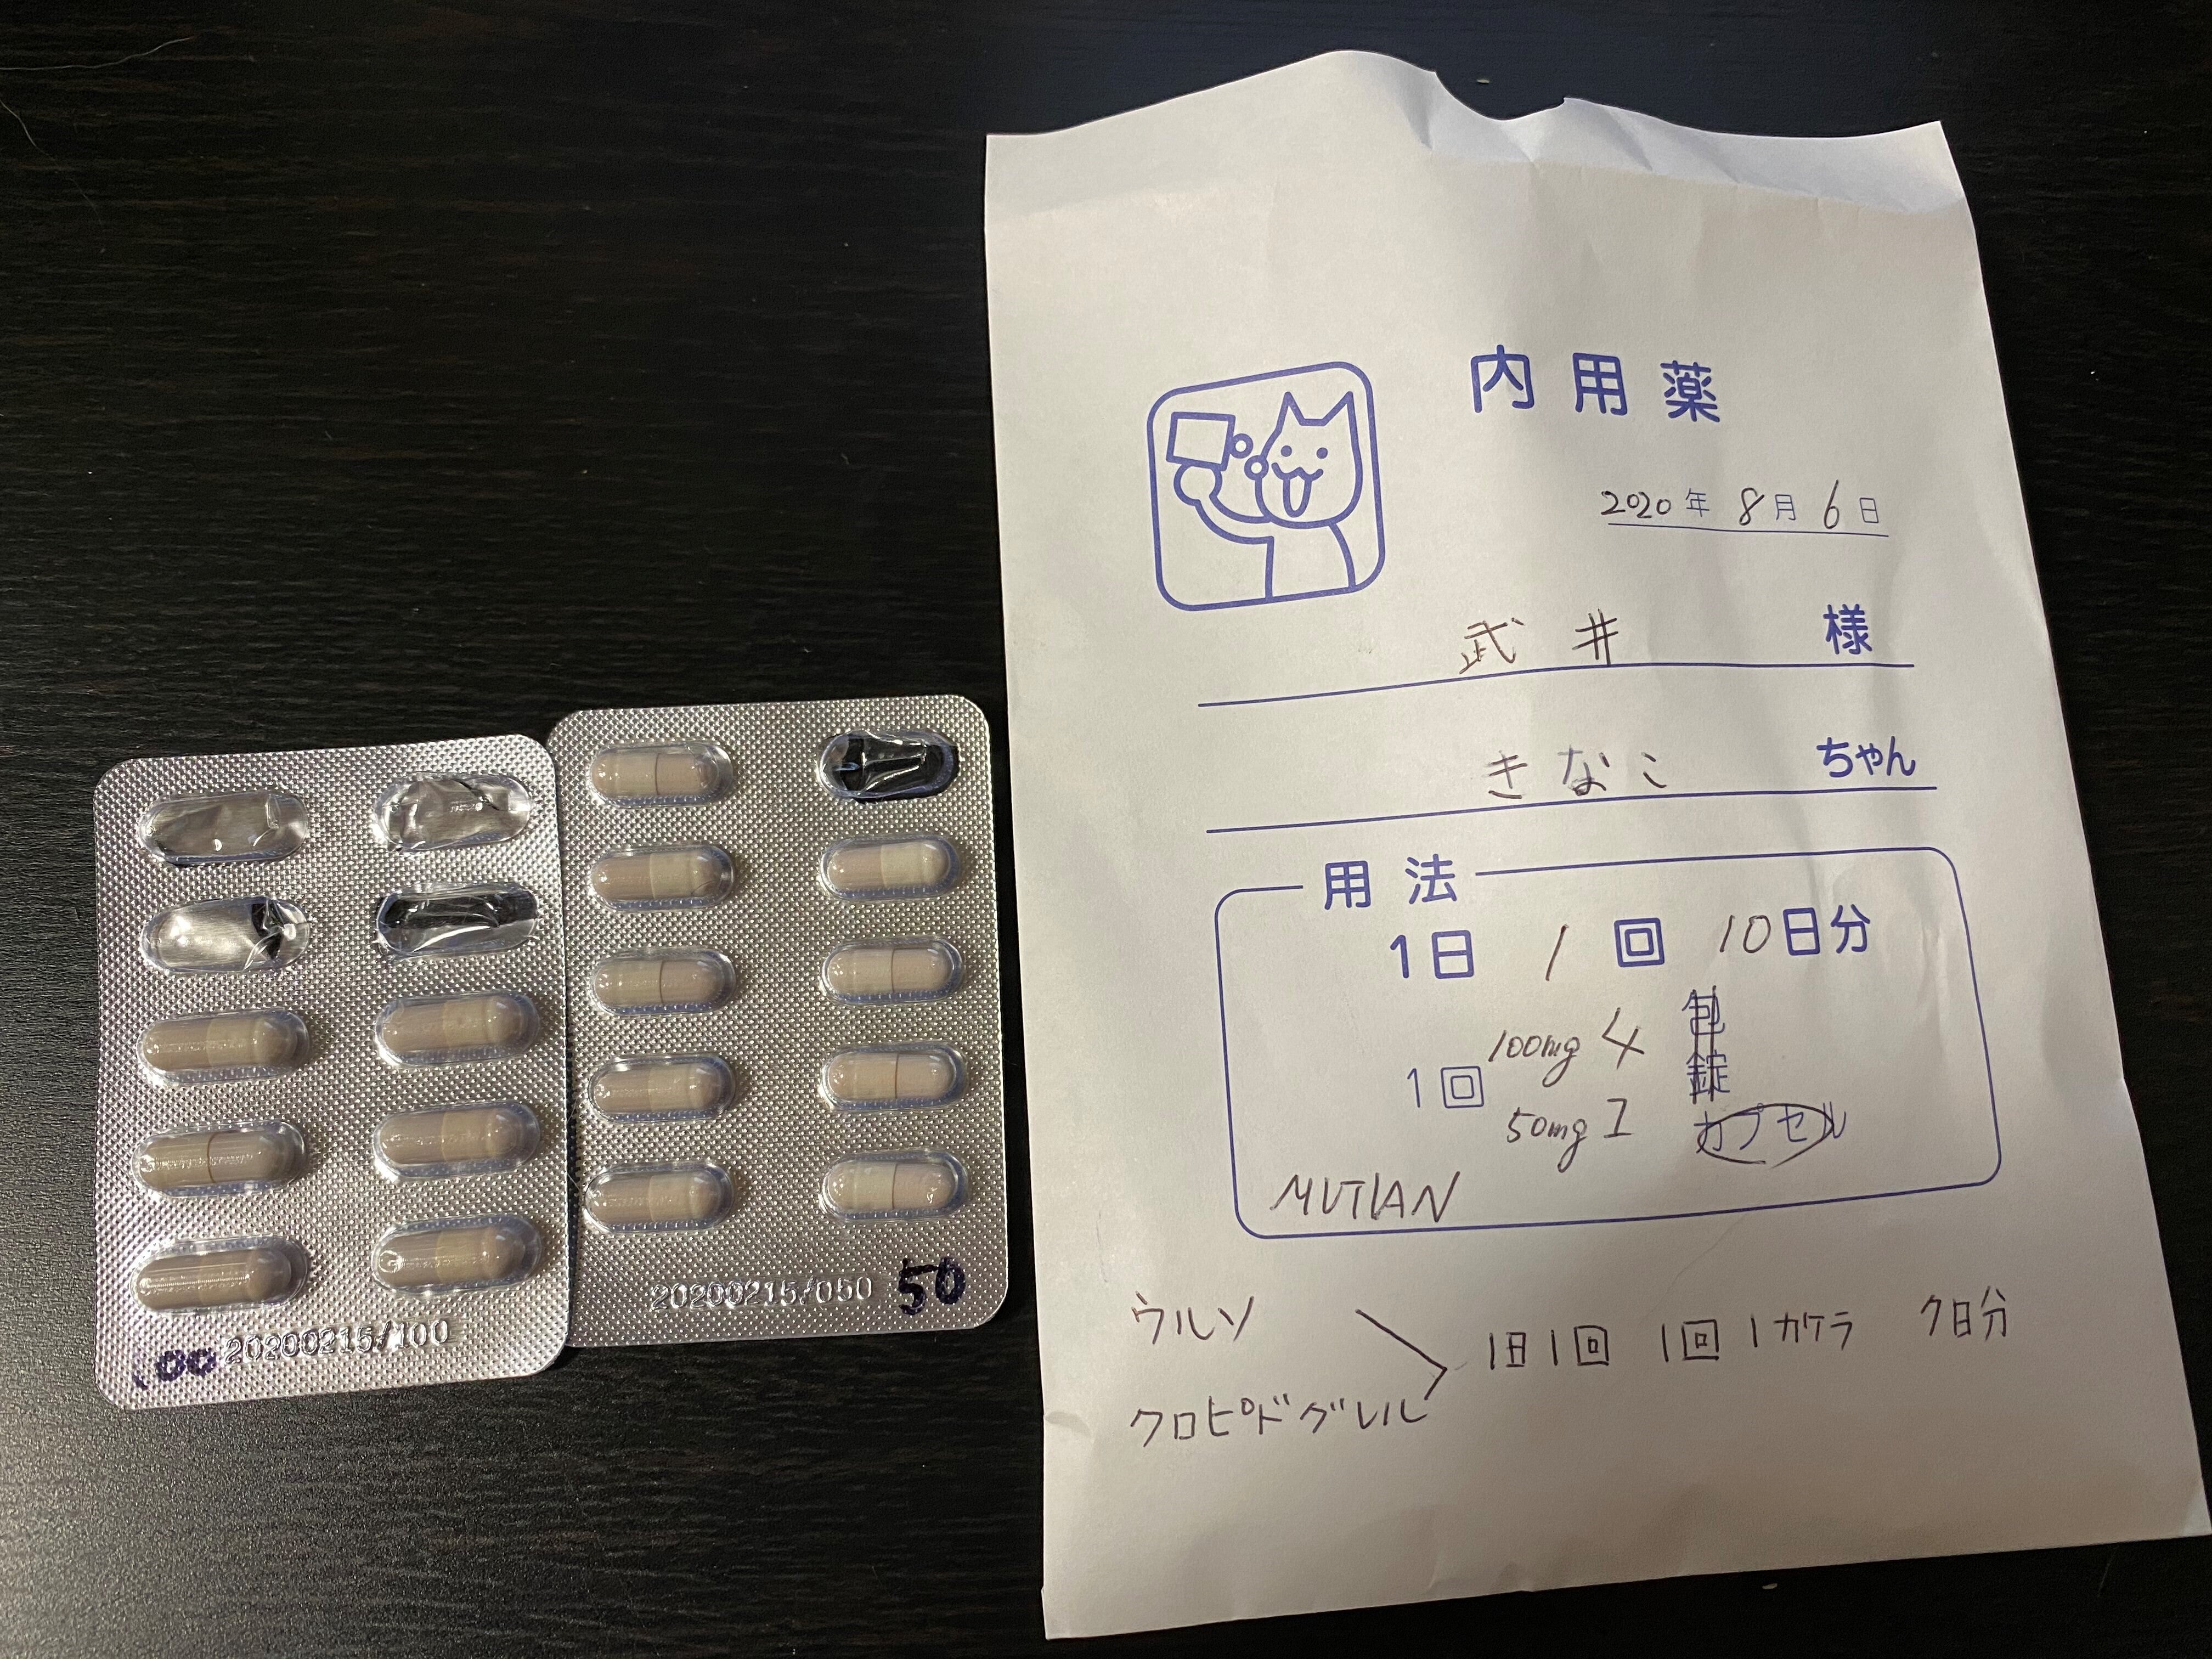 内用薬
2020年 8月 6日
武井 様
きなこ ちゃん
用法
1日 1 回 10日分
1回 100mg 4 包
錠
50mg 1 カプセル
MUTIAN
ウルソ
クロピドグレル 1日1回 1回1カケラ 7日分
20200215/050 50
100 20200215/100